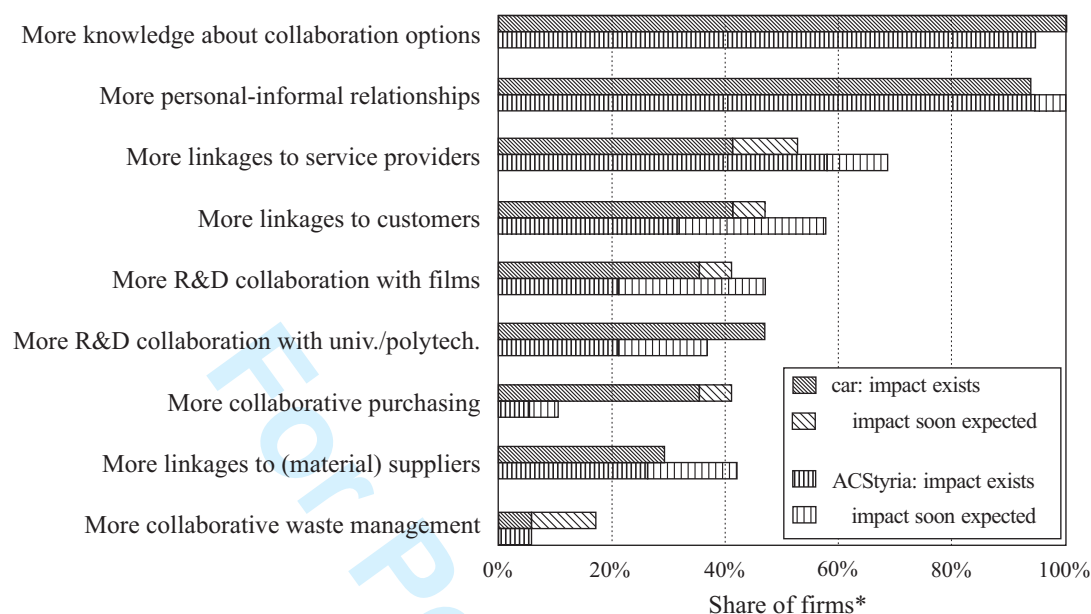 More knowledge about collaboration options
More personal-informal relationships
More linkages to service providers
More linkages to customers
More R&D collaboration with films
More R&D collaboration with univ./polytech.
More collaborative purchasing
More linkages to (material) suppliers
More collaborative waste management
car: impact exists
impact soon expected
ACStyria: impact exists
impact soon expected
0% 20% 40% 60% 80% 100%
Share of firms*
For Pe